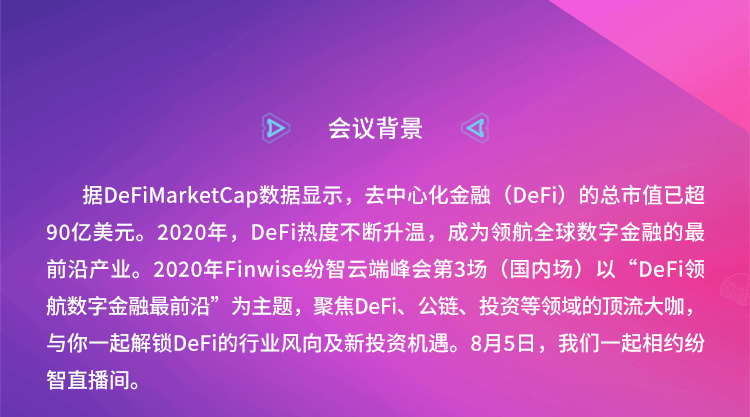 会议背景
据DeFiMarketCap数据显示，去中心化金融（DeFi）的总市值已超
90亿美元。2020年，DeFi热度不断升温，成为领航全球数字金融的最
前沿产业。2020年Finwise纷智云端峰会第3场（国内场）以“DeFi领
航数字金融最前沿”为主题，聚焦DeFi、公链、投资等领域的顶流大咖，
与你一起解锁DeFi的行业风向及新投资机遇。8月5日，我们一起相约纷
智直播间。